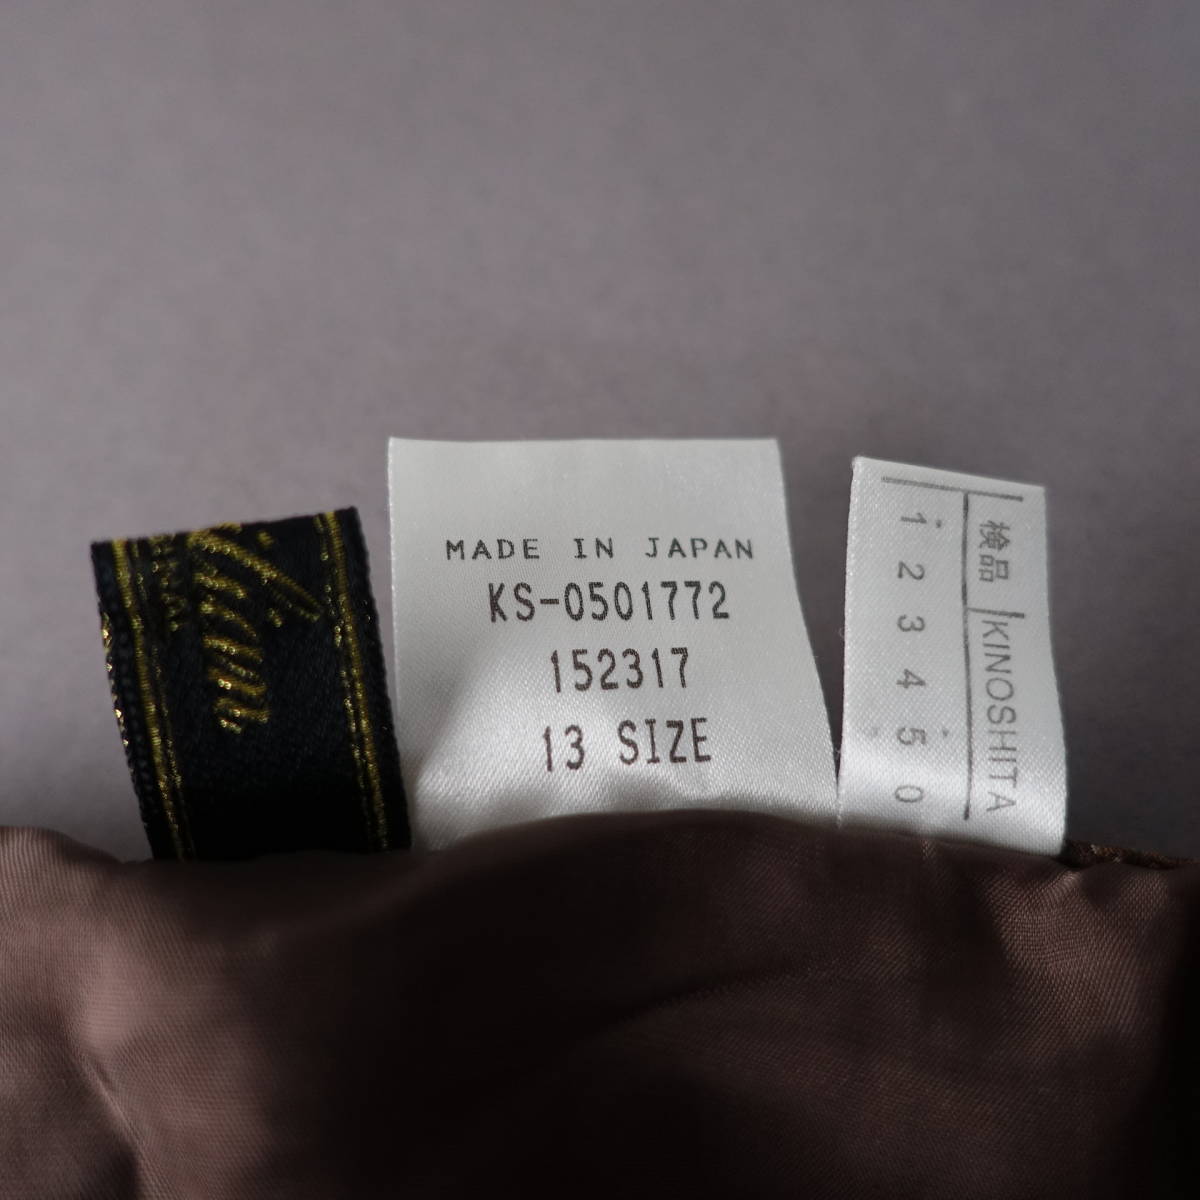 MADE IN JAPAN
KS-0501772
152317
13 SIZE
検品 KINOSHITA
1 2 3 4 5 0